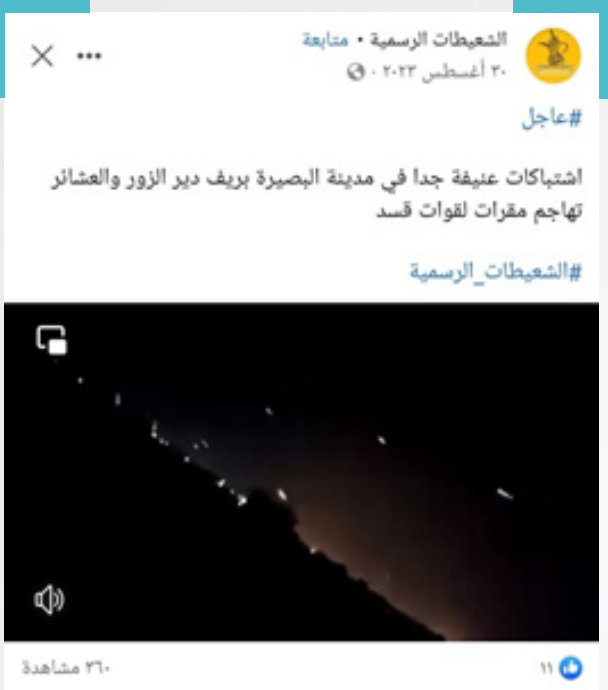 الشعيطات الرسمية • متابعة
٣٠ أغسطس ٢٠٢٣ ·
#عاجل
اشتباكات عنيفة جدا في مدينة البصيرة بريف دير الزور والعشائر
تهاجم مقرات لقوات قسد
#الشعيطات_الرسمية
١١
٣٦٠ مشاهدة